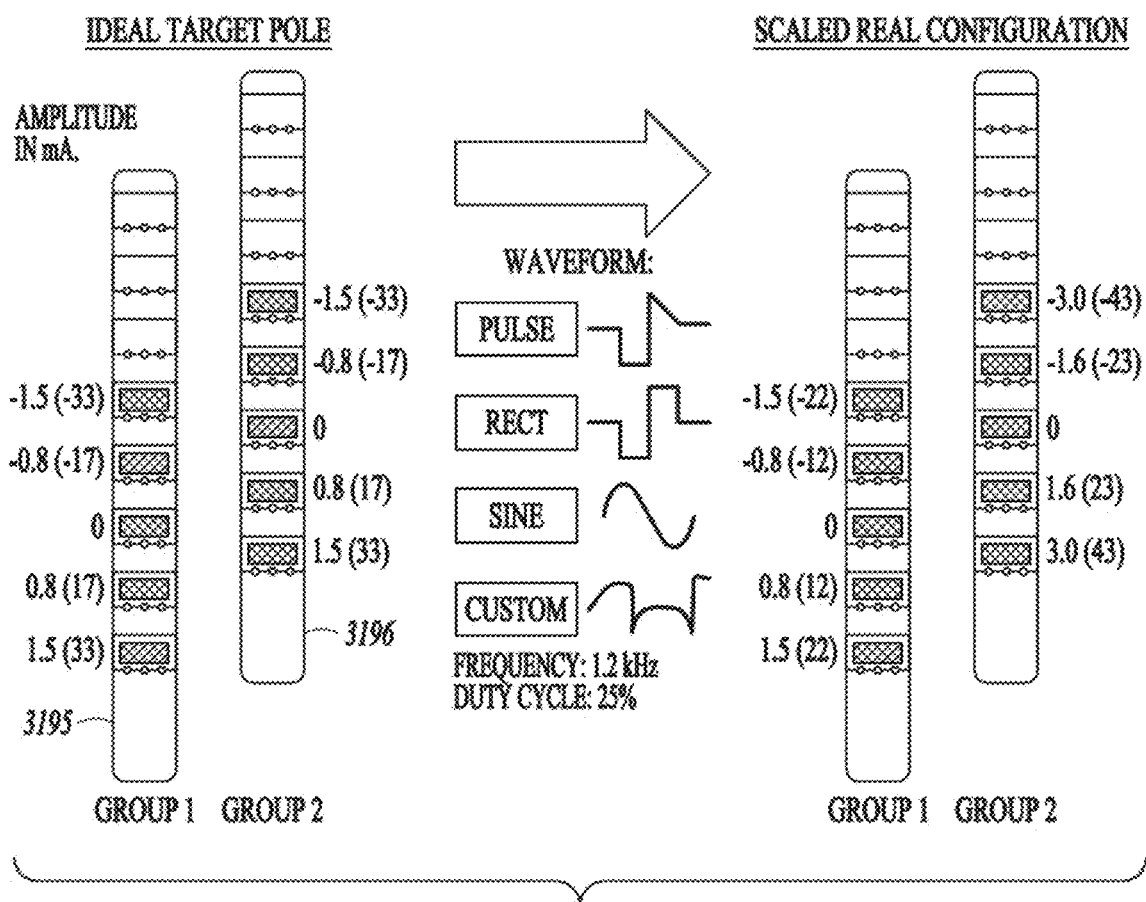 IDEAL TARGET POLE
SCALED REAL CONFIGURATION
AMPLITUDE
IN mA.
-1.5 (-33)
-0.8 (-17)
0
0.8 (17)
1.5 (33)
3195
GROUP 1
-1.5 (-33)
-0.8 (-17)
0
0.8 (17)
1.5 (33)
3196
GROUP 2
WAVEFORM:
PULSE
RECT
SINE
CUSTOM
FREQUENCY: 1.2 kHz
DUTY CYCLE: 25%
-1.5 (-22)
-0.8 (-12)
0
0.8 (12)
1.5 (22)
GROUP 1
-3.0 (-43)
-1.6 (-23)
0
1.6 (23)
3.0 (43)
GROUP 2